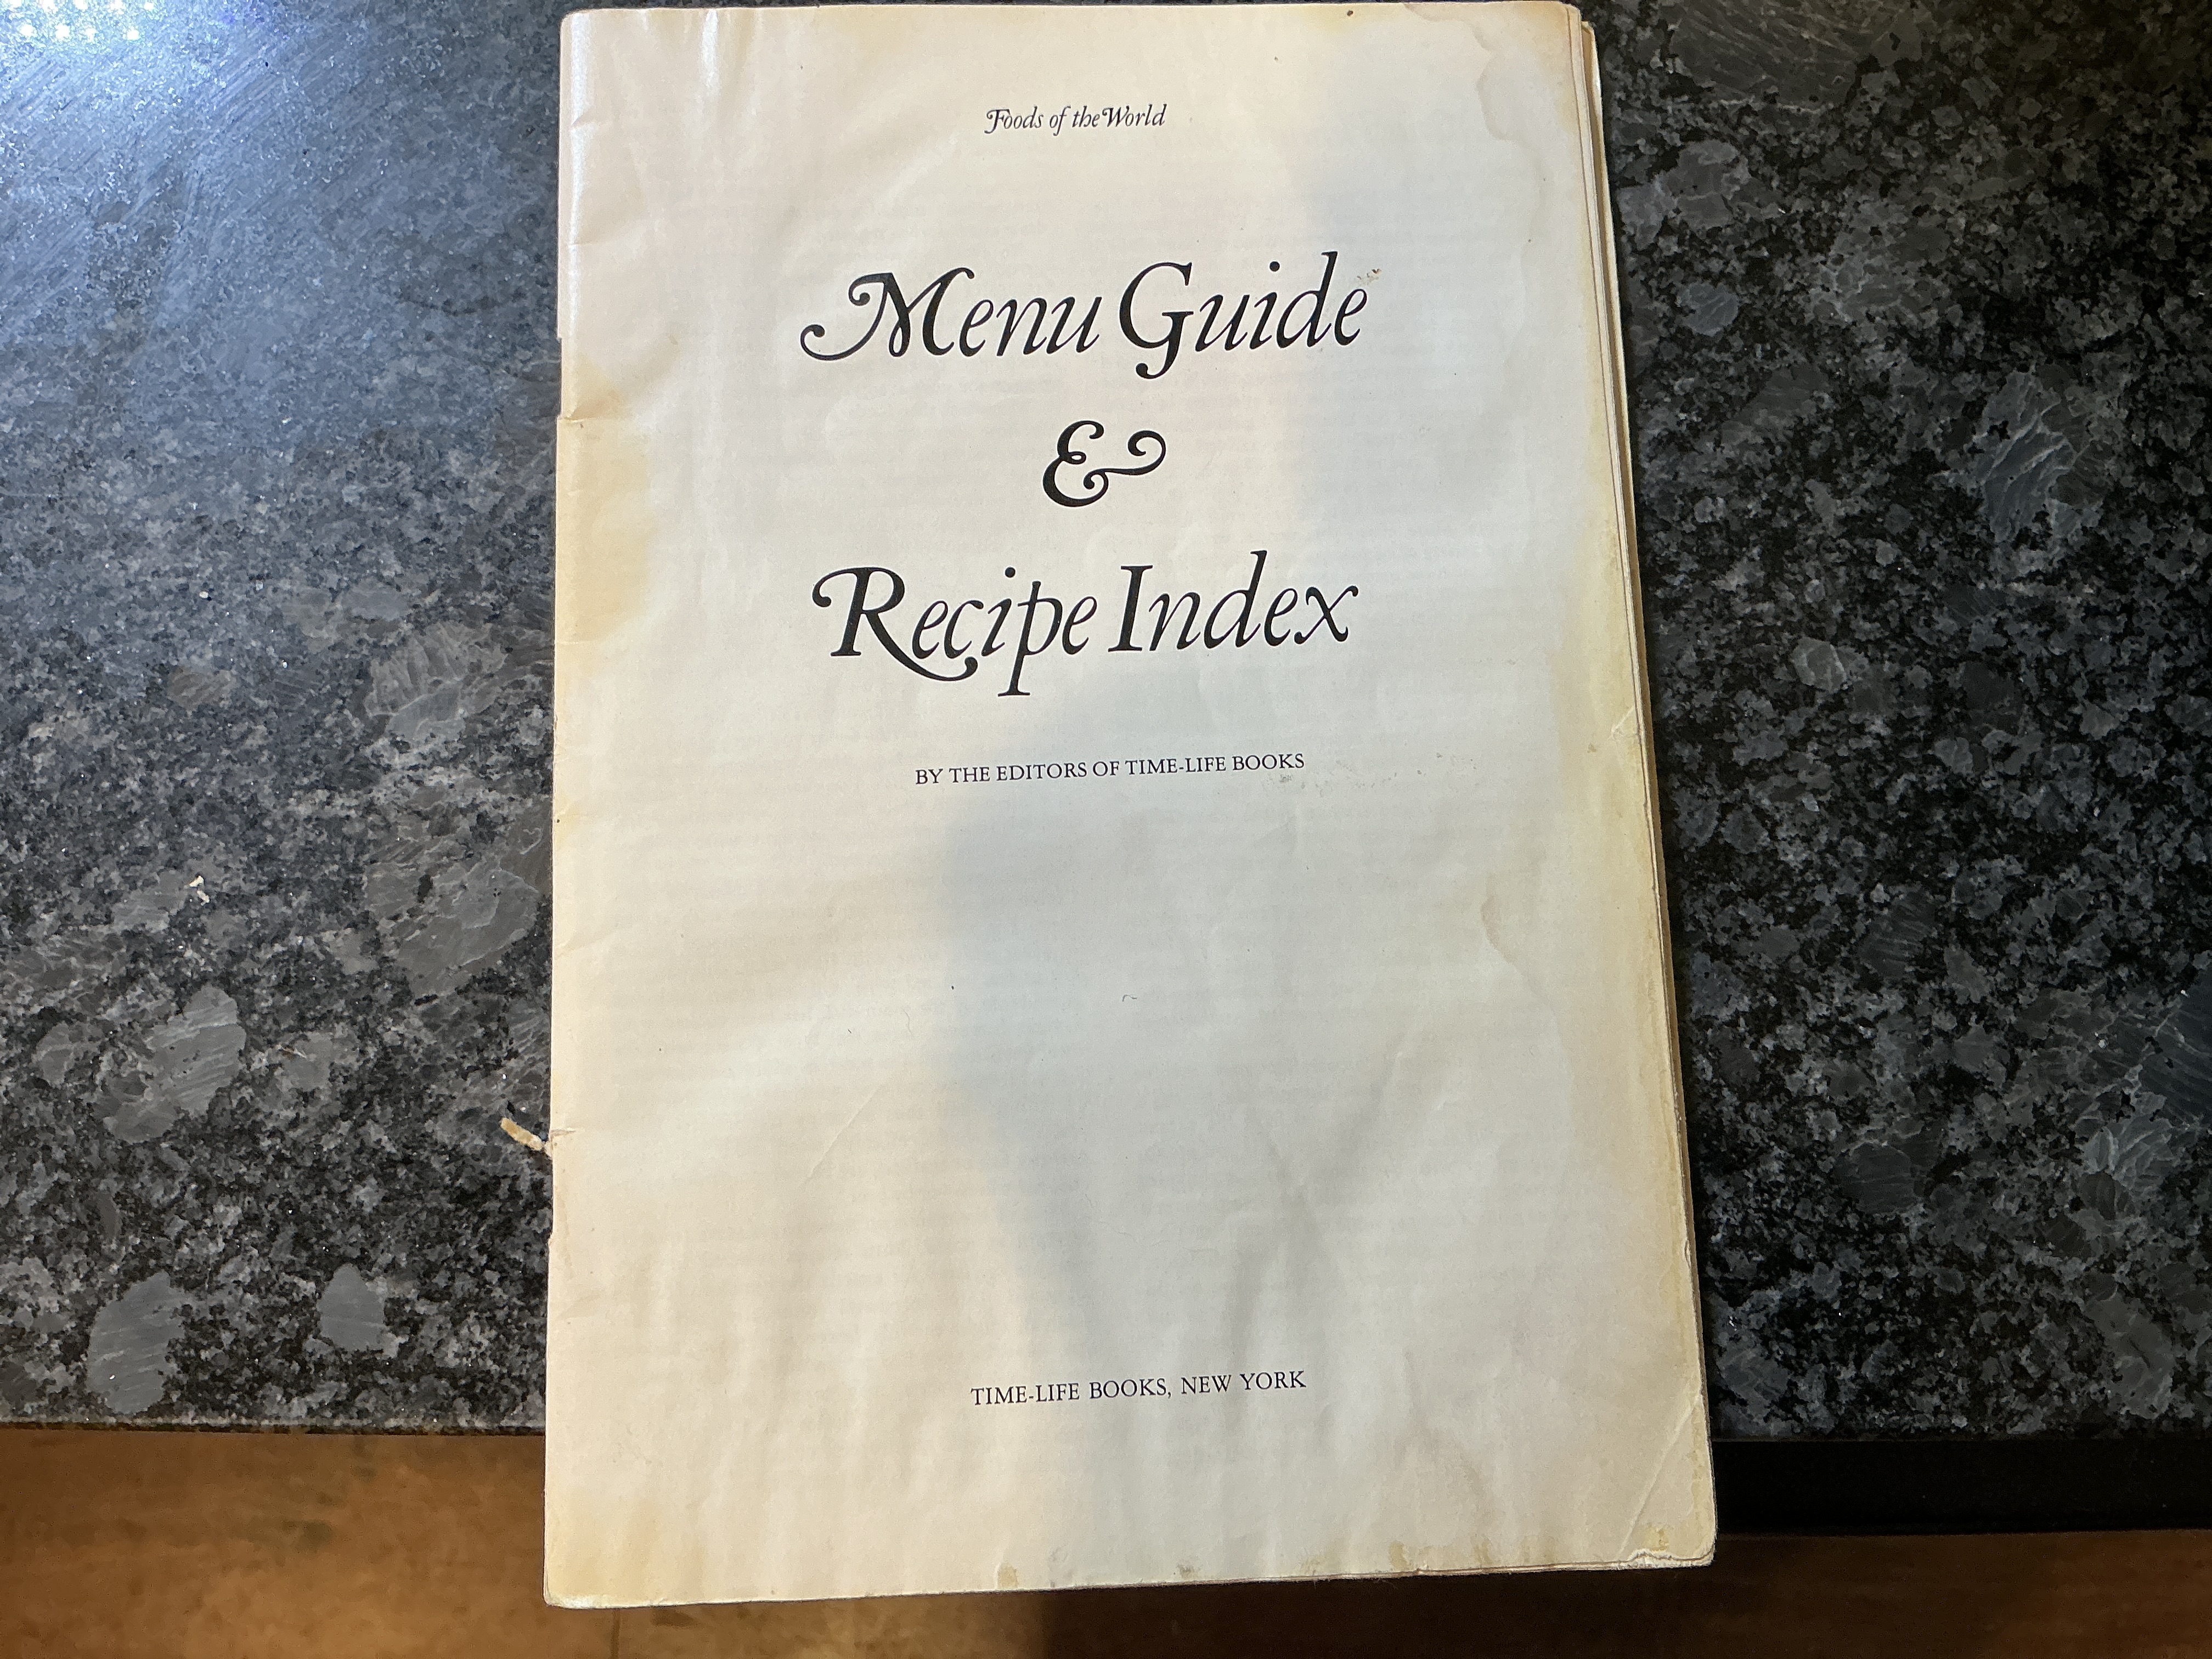 Foods of the World
Menu Guide
&
Recipe Index
BY THE EDITORS OF TIME-LIFE BOOKS
TIME-LIFE BOOKS, NEW YORK